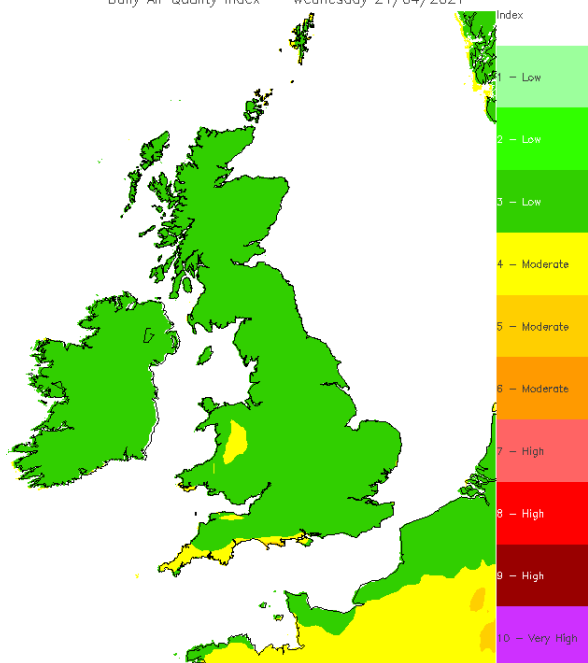 Daily Air Quality Index Wednesday 21/04/2021
Index
1 - Low
2 - Low
3 - Low
4 - Moderate
5 - Moderate
6 - Moderate
7 - High
8 - High
9 - High
10 - Very High